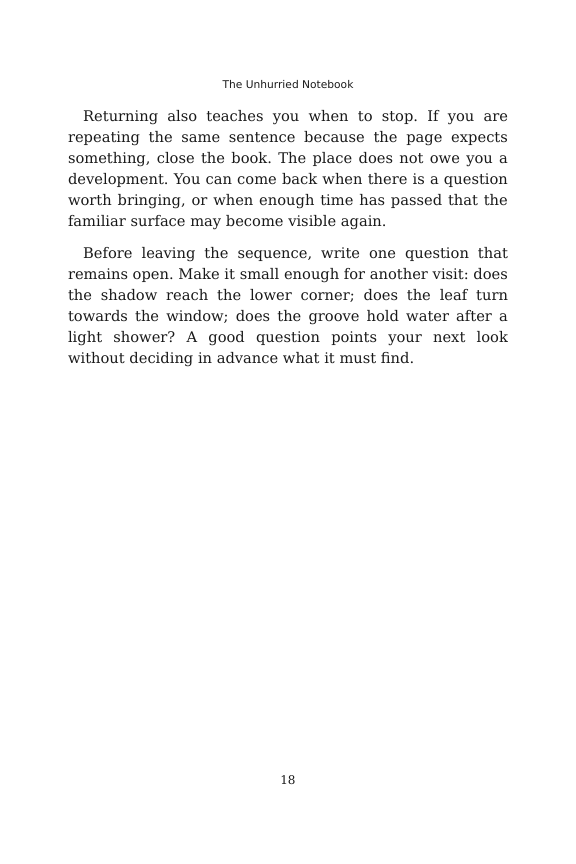 The Unhurried Notebook
Returning also teaches you when to stop. If you are
repeating the same sentence because the page expects
something, close the book. The place does not owe you a
development. You can come back when there is a question
worth bringing, or when enough time has passed that the
familiar surface may become visible again.
Before leaving the sequence, write one question that
remains open. Make it small enough for another visit: does
the shadow reach the lower corner; does the leaf turn
towards the window; does the groove hold water after a
light shower? A good question points your next look
without deciding in advance what it must find.
18